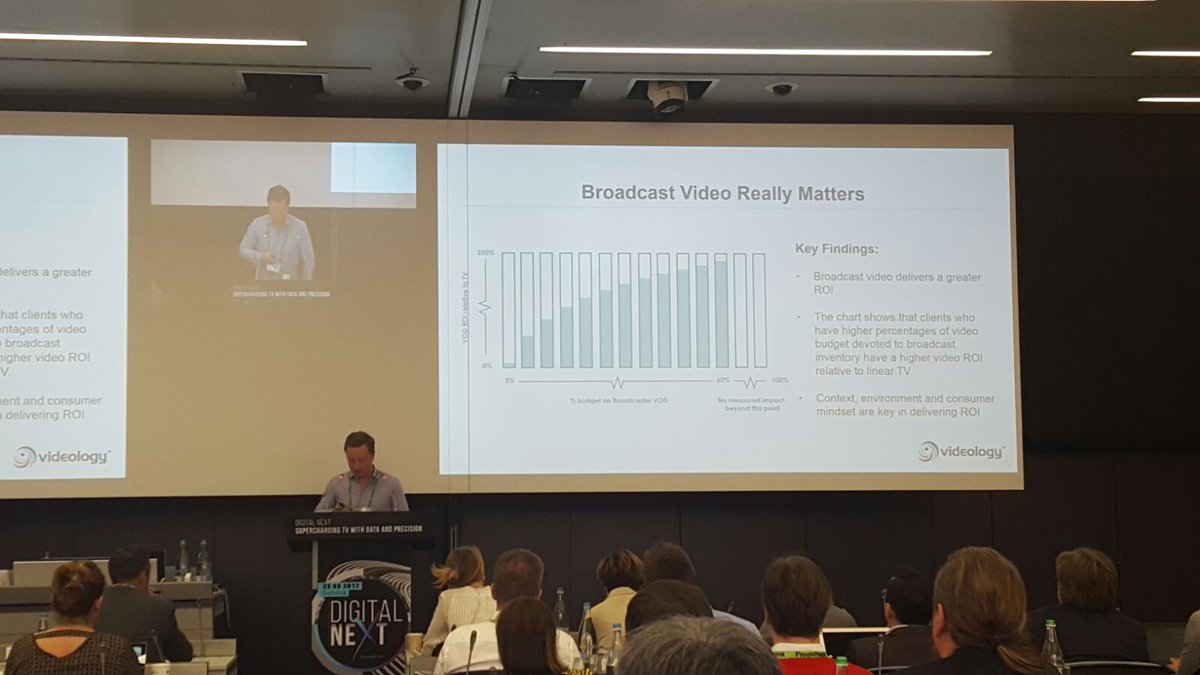 Broadcast Video Really Matters
250%
VOD ROI relative to TV
0%
5%
60%
100%
% budget on Broadcaster VOD
No measured impact
beyond this point
Key Findings:
• Broadcast video delivers a greater
ROI
• The chart shows that clients who
have higher percentages of video
budget devoted to broadcast
inventory have a higher video ROI
relative to linear TV
• Context, environment and consumer
mindset are key in delivering ROI
videology
delivers a greater
that clients who
entages of video
broadcast
higher video ROI
V.
ent and consumer
delivering ROI
videology
SUPERCHARGING TV WITH DATA AND PRECISION
DIGITAL NEXT
SUPERCHARGING TV WITH DATA AND PRECISION
DIGITAL
NEXT